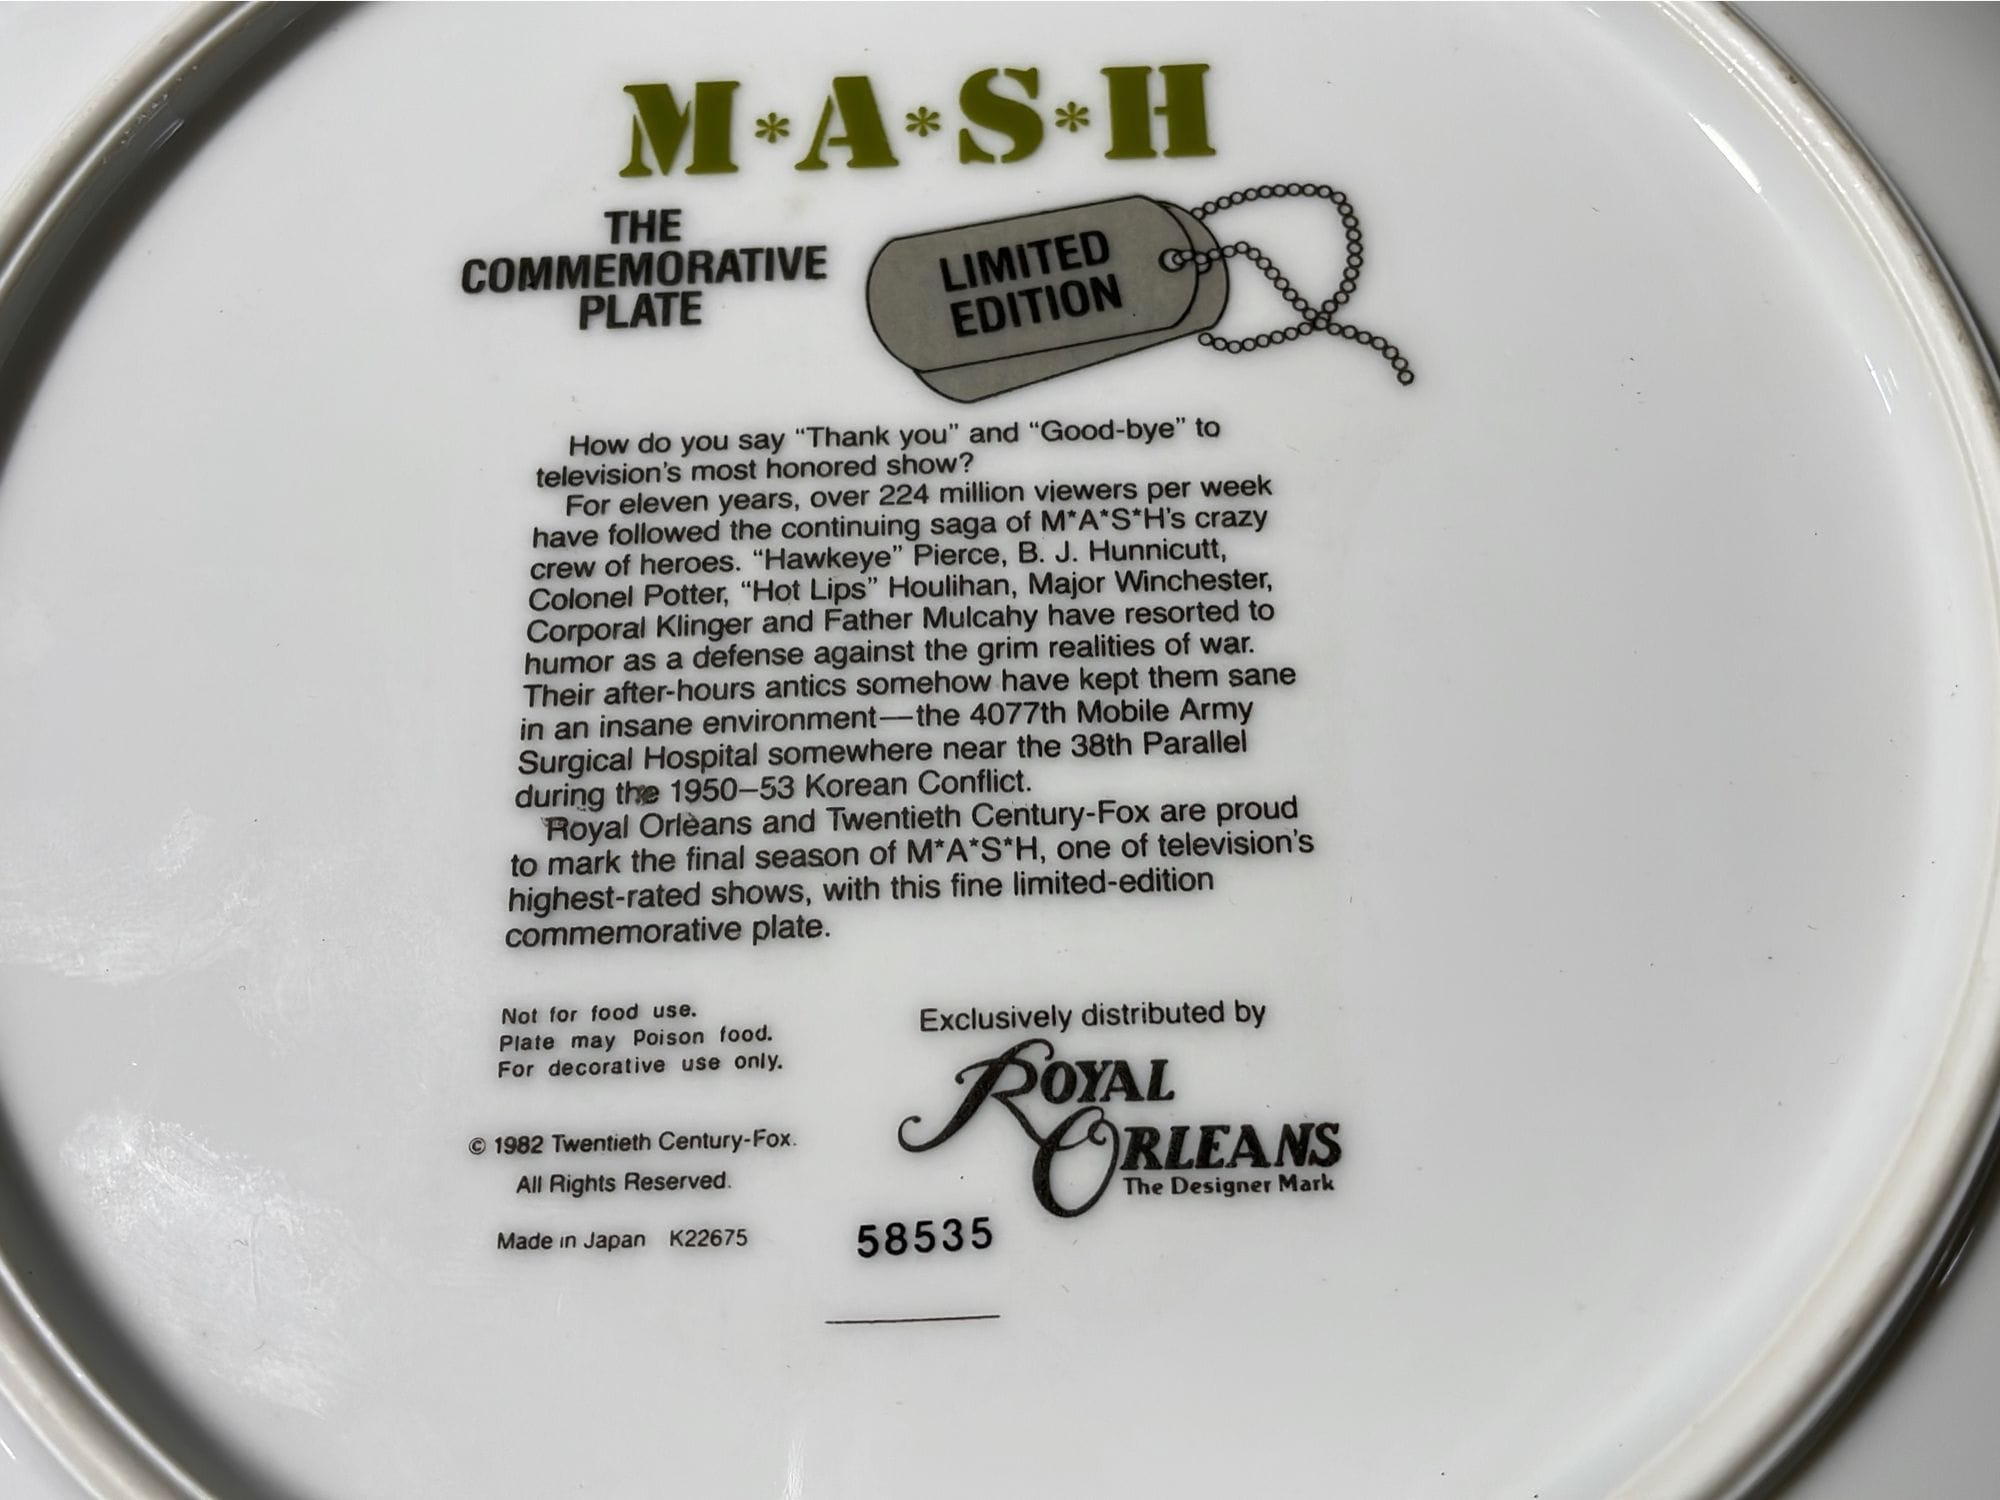 M*A*S*H
THE
COMMEMORATIVE
PLATE
LIMITED
EDITION
How do you say “Thank you” and “Good-bye” to
television’s most honored show?
For eleven years, over 224 million viewers per week
have followed the continuing saga of M*A*S*H’s crazy
crew of heroes. “Hawkeye” Pierce, B. J. Hunnicutt,
Colonel Potter, “Hot Lips” Houlihan, Major Winchester,
Corporal Klinger and Father Mulcahy have resorted to
humor as a defense against the grim realities of war.
Their after-hours antics somehow have kept them sane
in an insane environment—the 4077th Mobile Army
Surgical Hospital somewhere near the 38th Parallel
during the 1950–53 Korean Conflict.
Royal Orleans and Twentieth Century-Fox are proud
to mark the final season of M*A*S*H, one of television’s
highest-rated shows, with this fine limited-edition
commemorative plate.
Not for food use.
Plate may Poison food.
For decorative use only.
© 1982 Twentieth Century-Fox.
All Rights Reserved.
Made in Japan K22675
Exclusively distributed by
ROYAL
ORLEANS
The Designer Mark
58535